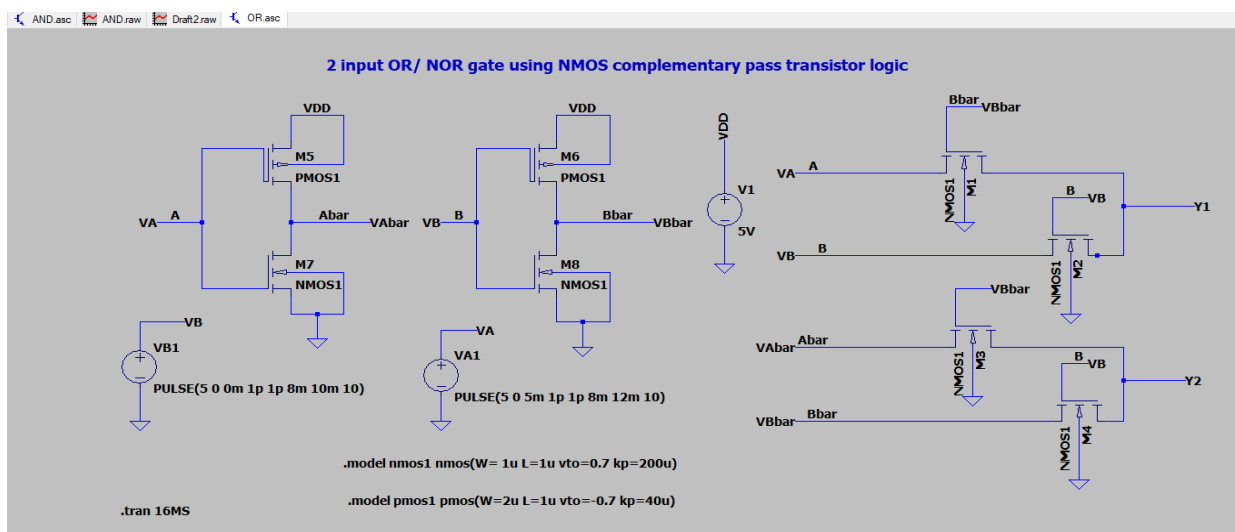 AND.asc AND.raw Draft2.raw OR.asc
2 input OR/ NOR gate using NMOS complementary pass transistor logic
VDD
M5
PMOS1
VA
A
Abar
VAbar
M7
NMOS1
VB
VB1
PULSE(5 0 0m 1p 1p 8m 10m 10)
VDD
M6
PMOS1
VB
B
Bbar
VBbar
M8
NMOS1
VA
VA1
PULSE(5 0 5m 1p 1p 8m 12m 10)
VDD
V1
5V
Bbar
VBbar
VA
A
NMOS1
M1
B
VB
Y1
VB
B
NMOS1
M2
VBbar
VAbar
Abar
NMOS1
M3
B
VB
Y2
VBbar
Bbar
NMOS1
M4
.model nmos1 nmos(W= 1u L=1u vto=0.7 kp=200u)
.model pmos1 pmos(W=2u L=1u vto=-0.7 kp=40u)
.tran 16MS